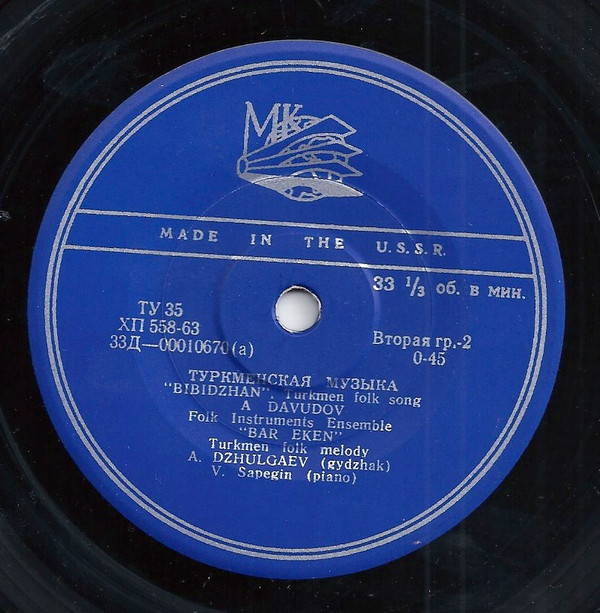 МК
MADE IN THE U.S.S.R.
33 1/3 об. в мин.
ТУ 35
ХП 558-63
33Д—00010670(а)
Вторая гр.-2
0-45
ТУРКМЕНСКАЯ МУЗЫКА
"BIBIDZHAN". Turkmen folk song
A DAVUDOV
Folk Instruments Ensemble
"BAR EKEN"
Turkmen folk melody
A. DZHULGAEV (gydzhak)
V. Sapegin (piano)